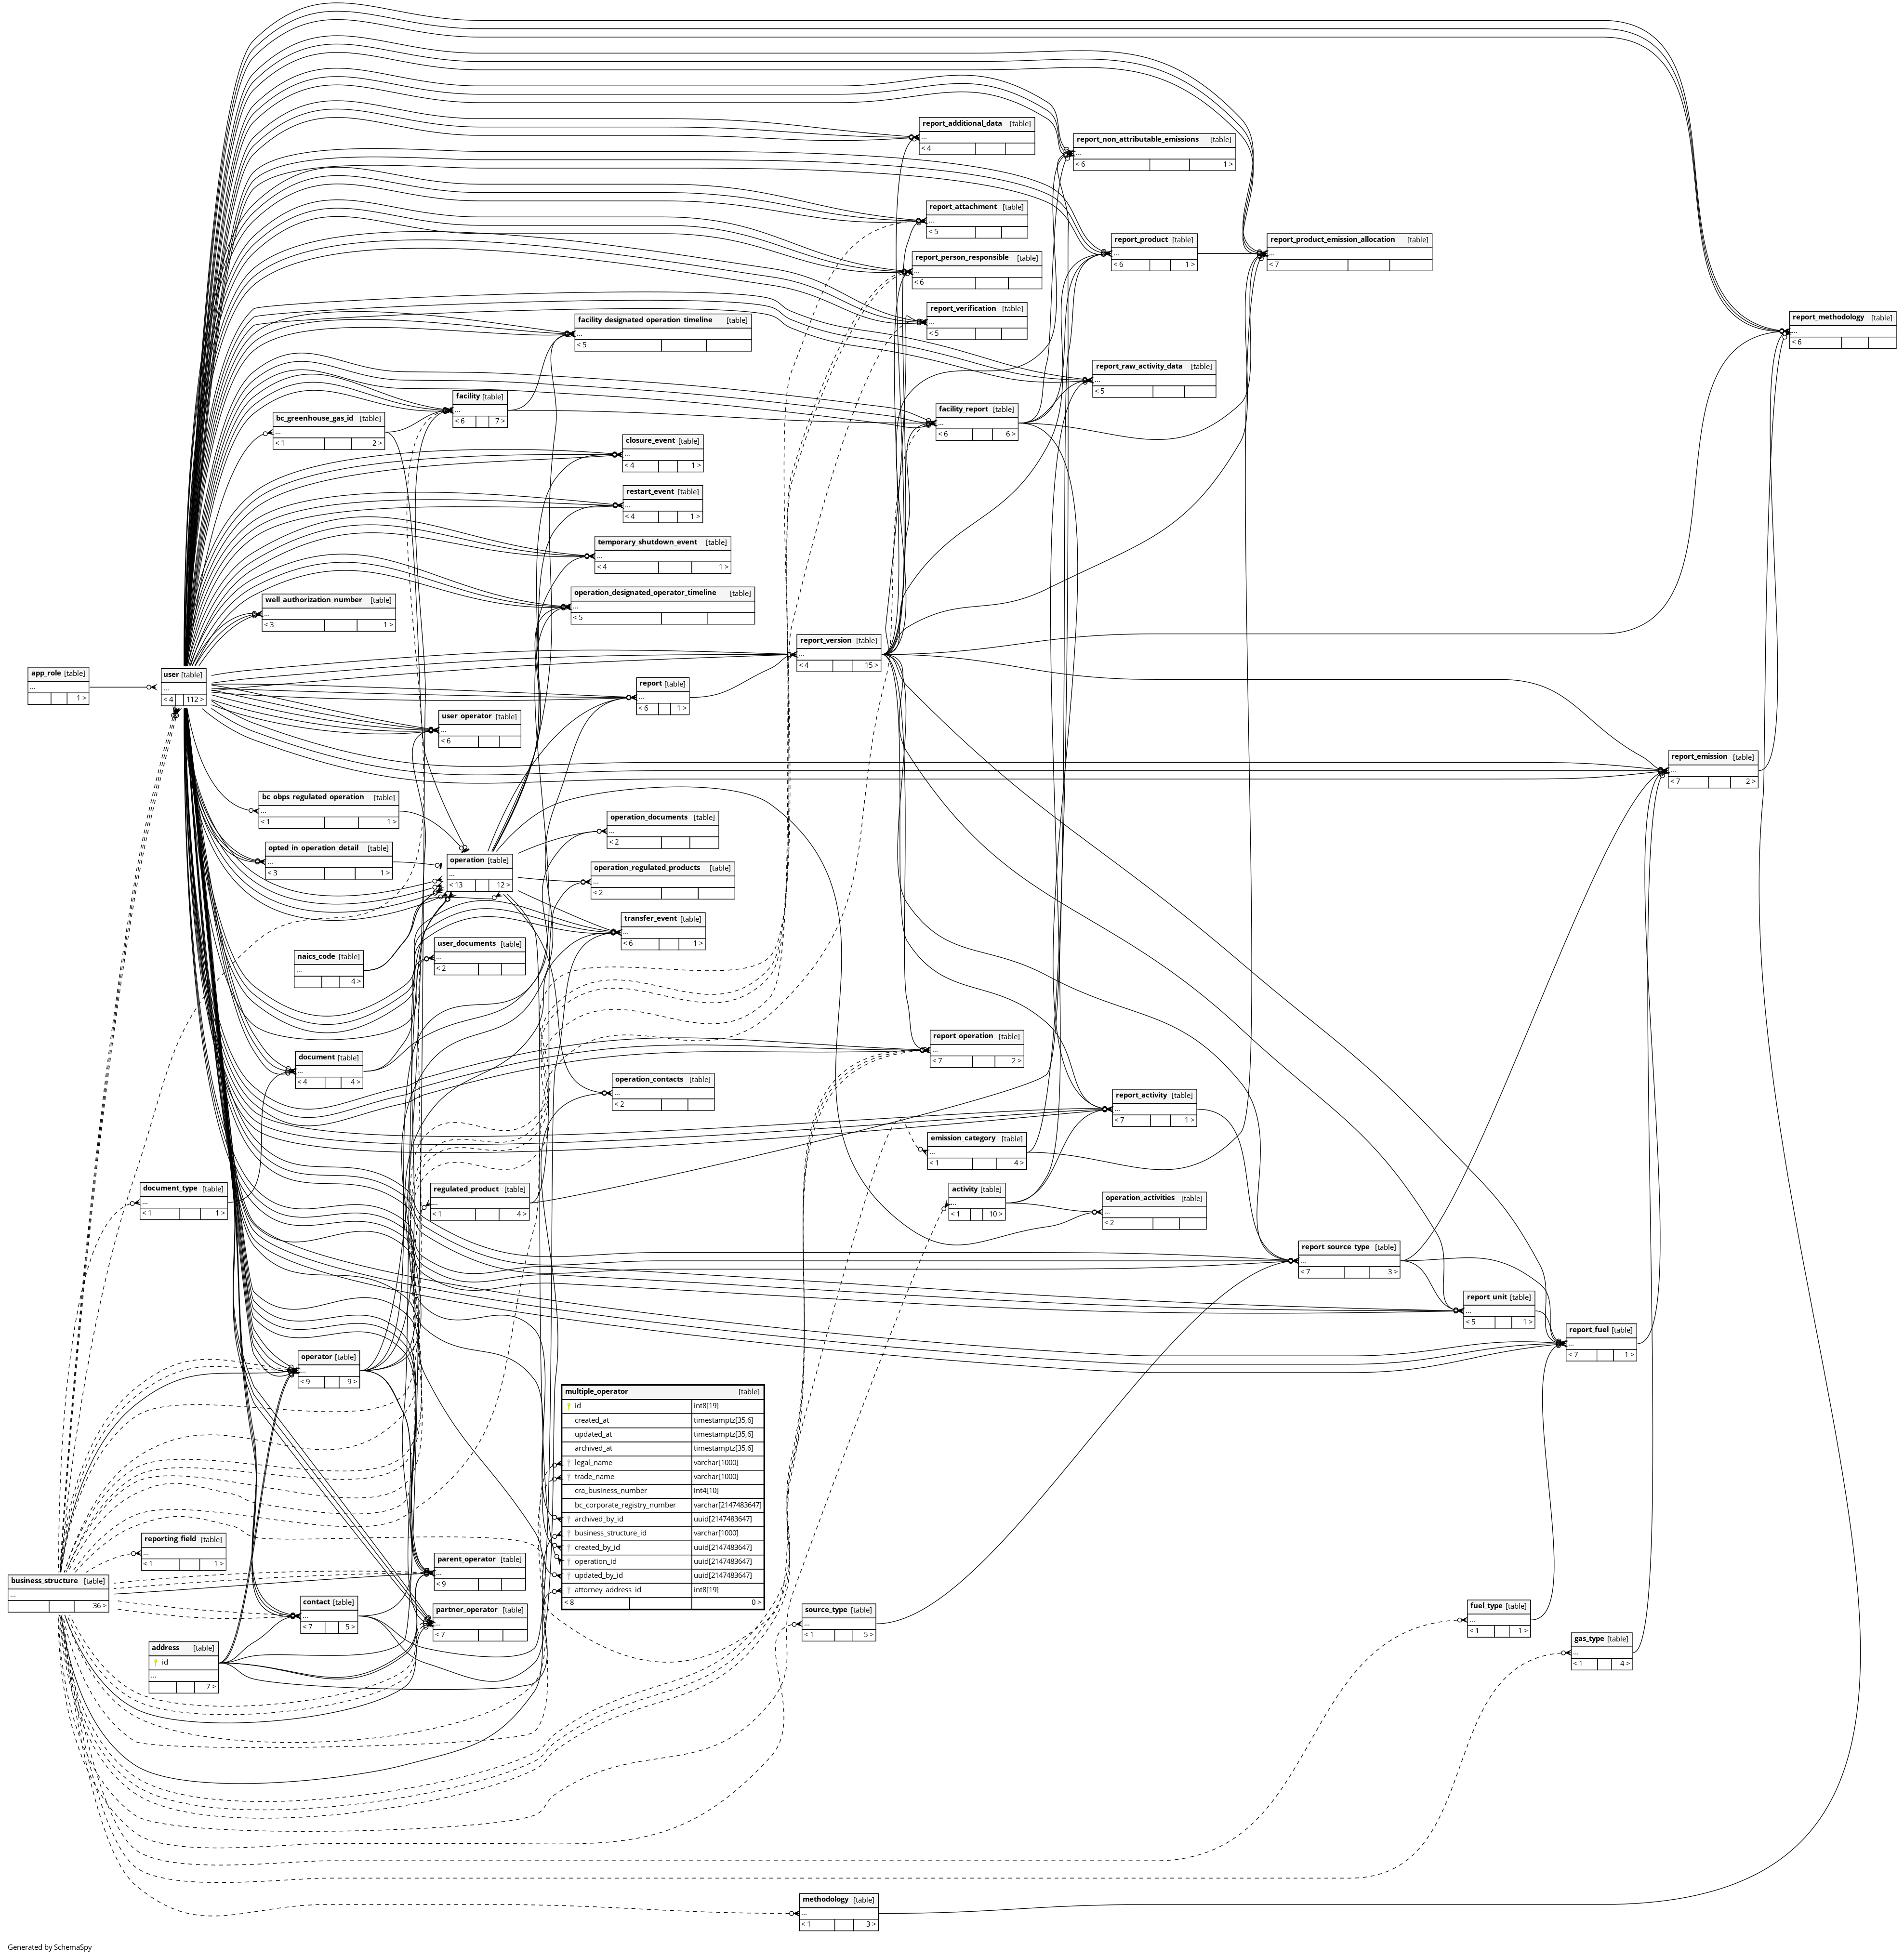 report_additional_data [table]
...
< 4
report_non_attributable_emissions [table]
...
< 6 1 >
report_attachment [table]
...
< 5
report_product [table]
...
< 6 1 >
report_product_emission_allocation [table]
...
< 7
report_person_responsible [table]
...
< 6
report_verification [table]
...
< 5
report_methodology [table]
...
< 6
facility_designated_operation_timeline [table]
...
< 5
report_raw_activity_data [table]
...
< 5
facility [table]
...
< 6 7 >
facility_report [table]
...
< 6 6 >
bc_greenhouse_gas_id [table]
...
< 1 2 >
closure_event [table]
...
< 4 1 >
restart_event [table]
...
< 4 1 >
temporary_shutdown_event [table]
...
< 4 1 >
operation_designated_operator_timeline [table]
...
< 5
well_authorization_number [table]
...
< 3 1 >
report_version [table]
...
< 4 15 >
app_role [table]
...
1 >
user [table]
...
< 4 112 >
report [table]
...
< 6 1 >
user_operator [table]
...
< 6
report_emission [table]
...
< 7 2 >
bc_obps_regulated_operation [table]
...
< 1 1 >
operation_documents [table]
...
< 2
opted_in_operation_detail [table]
...
< 3 1 >
operation [table]
...
< 13 12 >
operation_regulated_products [table]
...
< 2
transfer_event [table]
...
< 6 1 >
user_documents [table]
...
< 2
naics_code [table]
...
4 >
report_operation [table]
...
< 7 2 >
document [table]
...
< 4 4 >
operation_contacts [table]
...
< 2
report_activity [table]
...
< 7 1 >
emission_category [table]
...
< 1 4 >
document_type [table]
...
< 1 1 >
regulated_product [table]
...
< 1 4 >
activity [table]
...
< 1 10 >
operation_activities [table]
...
< 2
report_source_type [table]
...
< 7 3 >
report_unit [table]
...
< 5 1 >
report_fuel [table]
...
< 7 1 >
operator [table]
...
< 9 9 >
multiple_operator [table]
id int8[19]
created_at timestamptz[35,6]
updated_at timestamptz[35,6]
archived_at timestamptz[35,6]
legal_name varchar[1000]
trade_name varchar[1000]
cra_business_number int4[10]
bc_corporate_registry_number varchar[2147483647]
archived_by_id uuid[2147483647]
business_structure_id varchar[1000]
created_by_id uuid[2147483647]
operation_id uuid[2147483647]
updated_by_id uuid[2147483647]
attorney_address_id int8[19]
< 8 0 >
reporting_field [table]
...
< 1 1 >
parent_operator [table]
...
< 9
business_structure [table]
...
36 >
contact [table]
...
< 7 5 >
partner_operator [table]
...
< 7
source_type [table]
...
< 1 5 >
fuel_type [table]
...
< 1 1 >
address [table]
id
...
7 >
gas_type [table]
...
< 1 4 >
methodology [table]
...
< 1 3 >
Generated by SchemaSpy